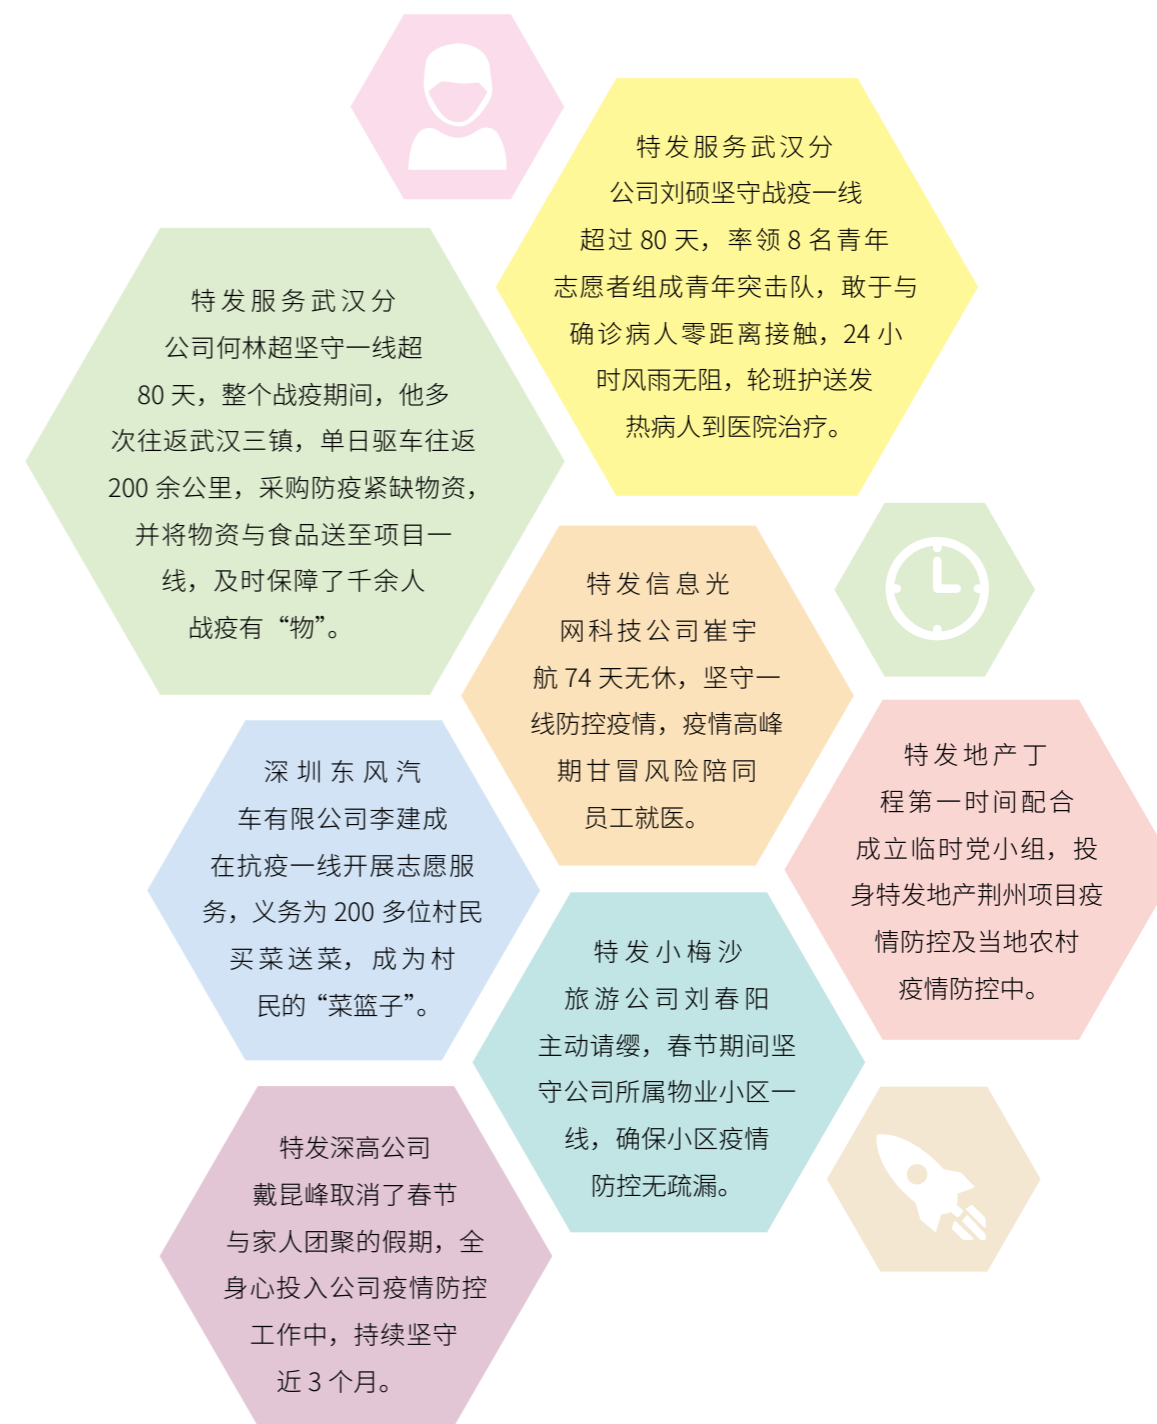 特发服务武汉分
公司刘硕坚守战疫一线
超过 80 天，率领 8 名青年
志愿者组成青年突击队，敢于与
确诊病人零距离接触，24 小
时风雨无阻，轮班护送发
热病人到医院治疗。
特发服务武汉分
公司何林超坚守一线超
80 天，整个战疫期间，他多
次往返武汉三镇，单日驱车往返
200 余公里，采购防疫紧缺物资，
并将物资与食品送至项目一
线，及时保障了千余人
战疫有“物”。
特发信息光
网科技公司崔宇
航 74 天无休，坚守一
线防控疫情，疫情高峰
期甘冒风险陪同
员工就医。
特发地产丁
程第一时间配合
成立临时党小组，投
身特发地产荆州项目疫
情防控及当地农村
疫情防控中。
深圳东风汽
车有限公司李建成
在抗疫一线开展志愿服
务，义务为 200 多位村民
买菜送菜，成为村
民的“菜篮子”。
特发小梅沙
旅游公司刘春阳
主动请缨，春节期间坚
守公司所属物业小区一
线，确保小区疫情
防控无疏漏。
特发深高公司
戴昆峰取消了春节
与家人团聚的假期，全
身心投入公司疫情防控
工作中，持续坚守
近 3 个月。